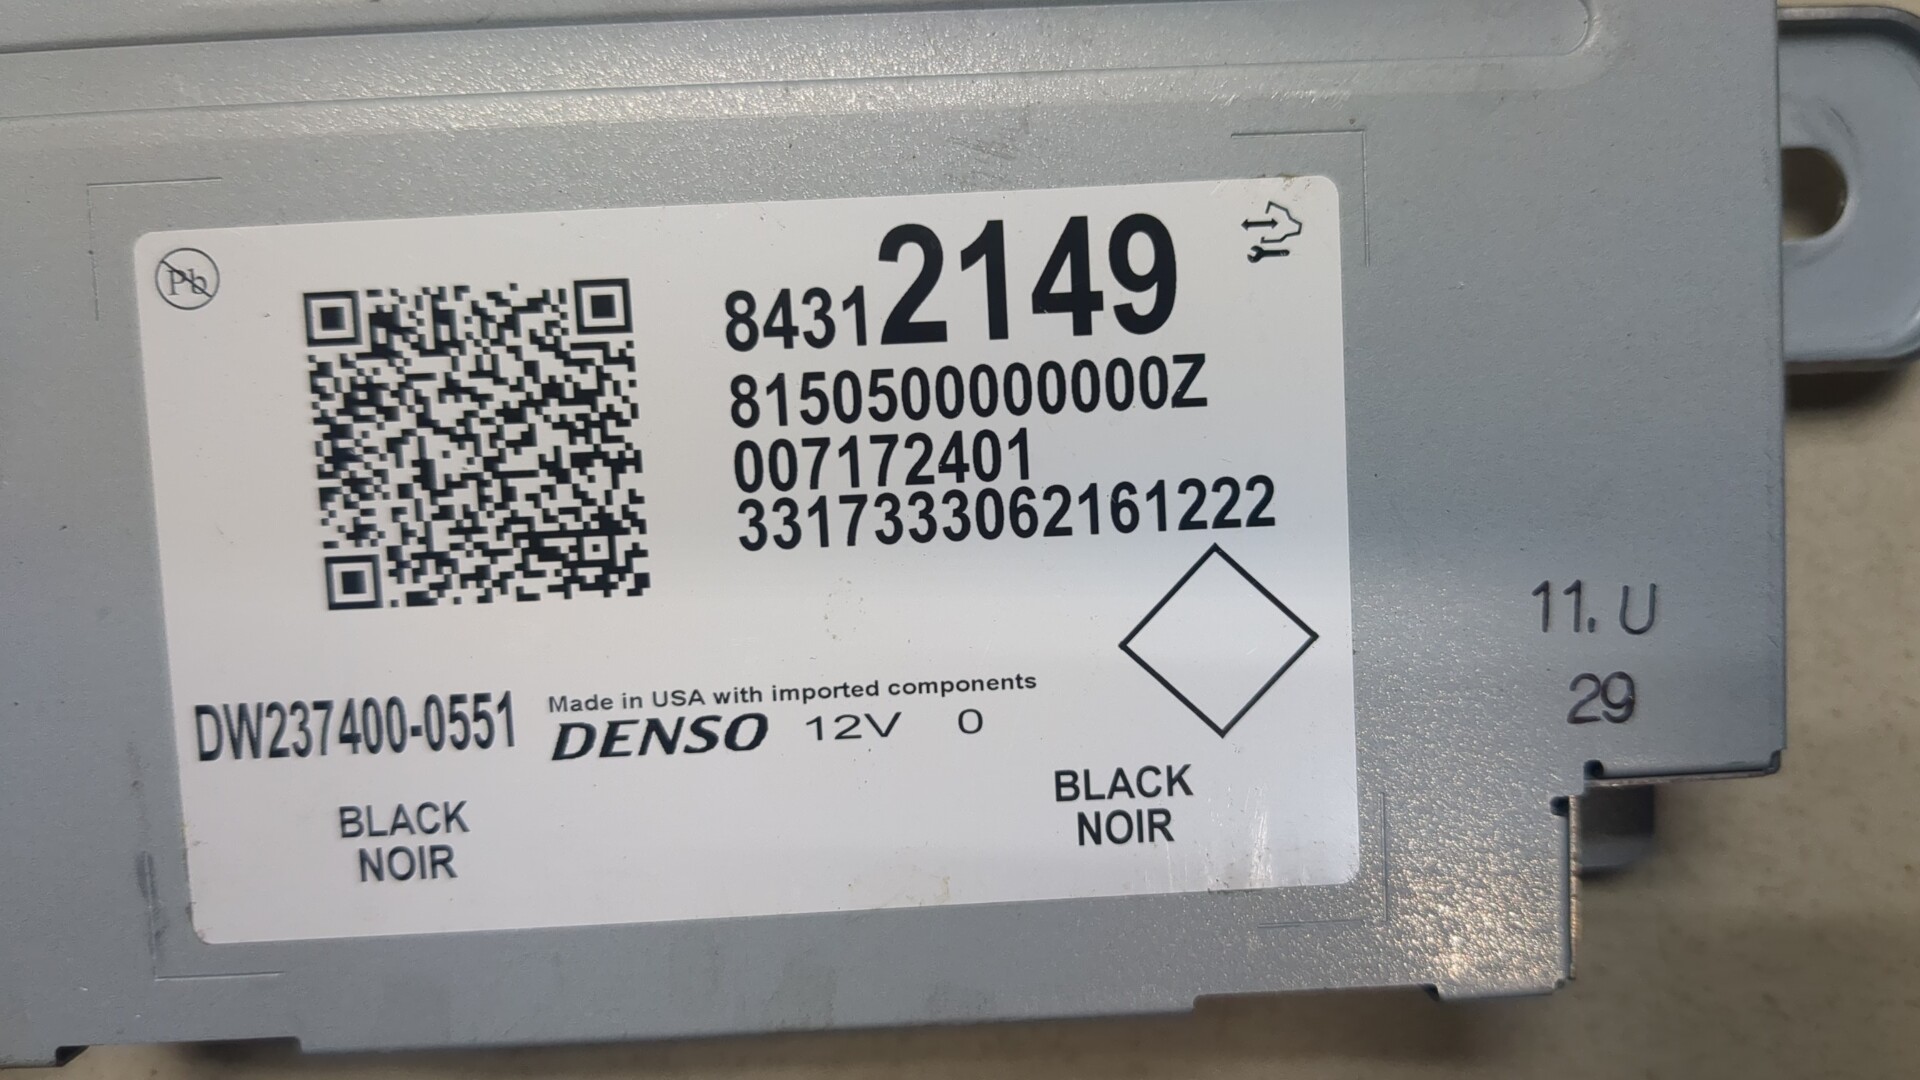 Pb
84312149
8150500000000Z
007172401
3317333062161222
DW237400-0551
Made in USA with imported components
DENSO 12V 0
BLACK
NOIR
BLACK
NOIR
11. U
29